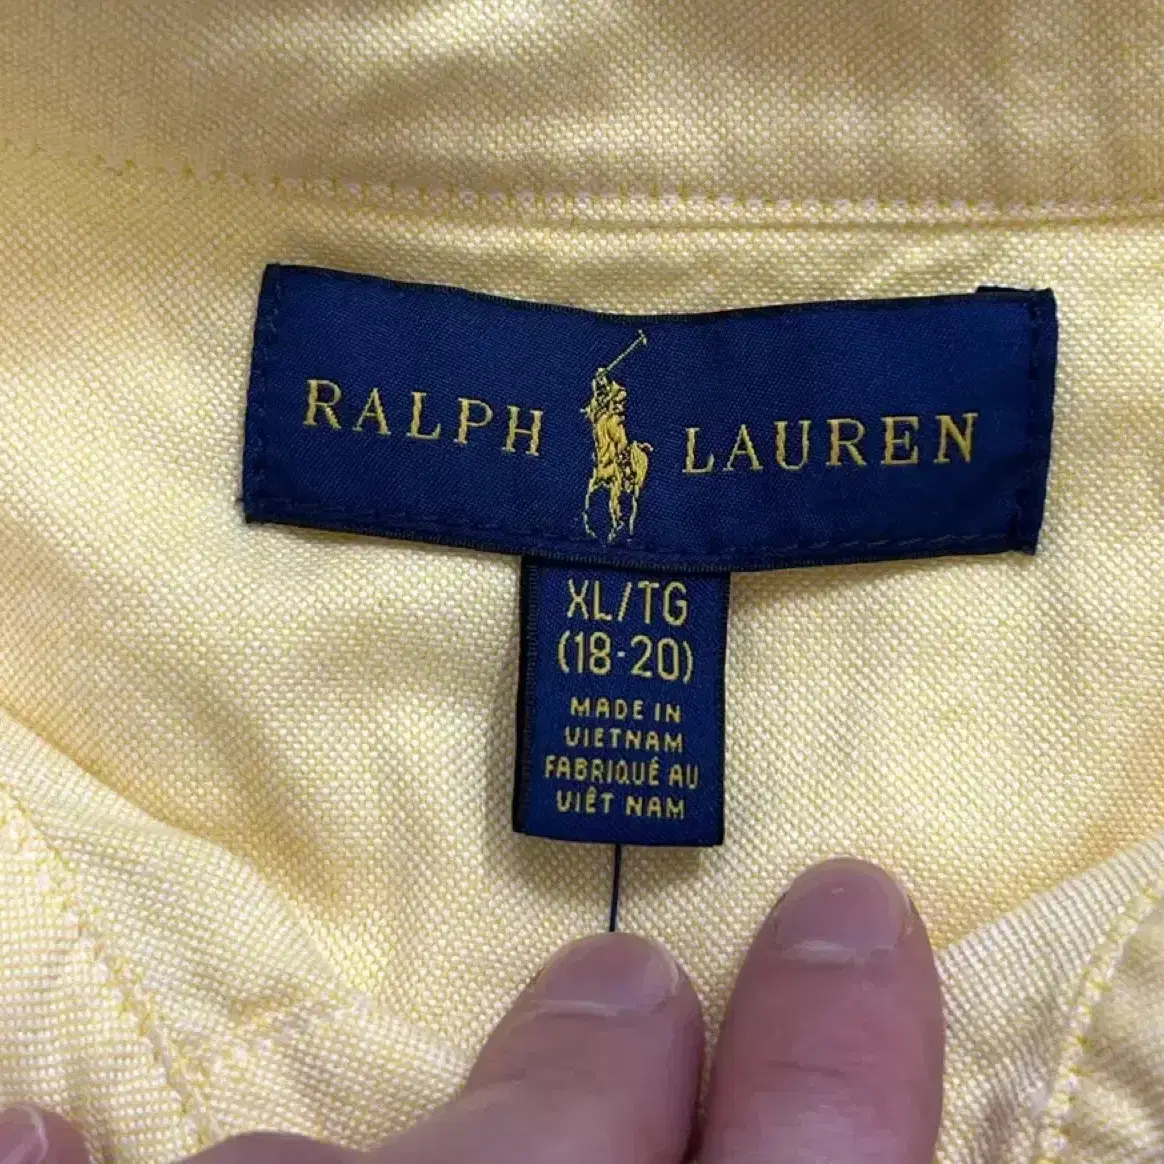 RALPH LAUREN
XL/TG
(18-20)
MADE IN
VIETNAM
FABRIQUÉ AU
VIÊT NAM